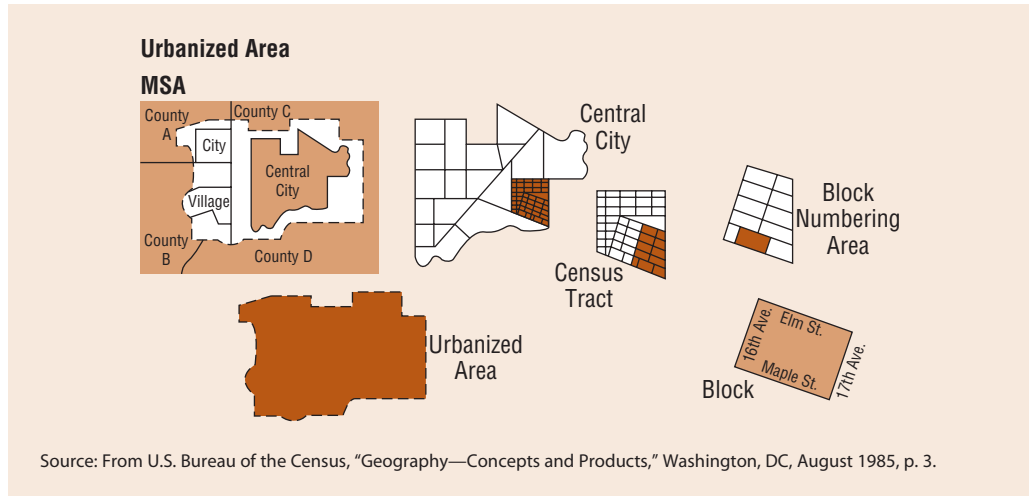 Urbanized Area
MSA
County
A
County C
City
Central
City
Village
County
B
County D
Central
City
Census
Tract
Block
Numbering
Area
Urbanized
Area
Elm St.
16th Ave.
Maple St.
17th Ave.
Block
Source: From U.S. Bureau of the Census, “Geography—Concepts and Products,” Washington, DC, August 1985, p. 3.